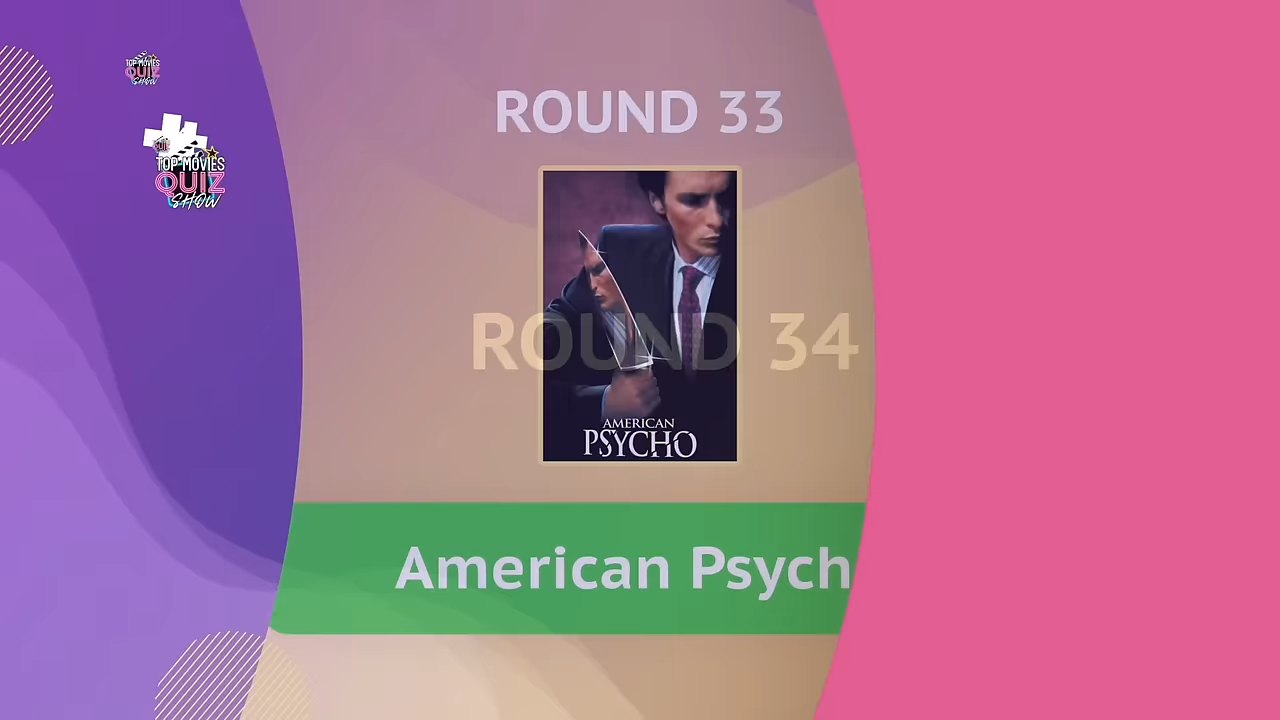 TOP MOVIES
QUIZ
SHOW
TOP MOVIES
QUIZ
SHOW
ROUND 33
ROUND 34
AMERICAN
PSYCHO
American Psych